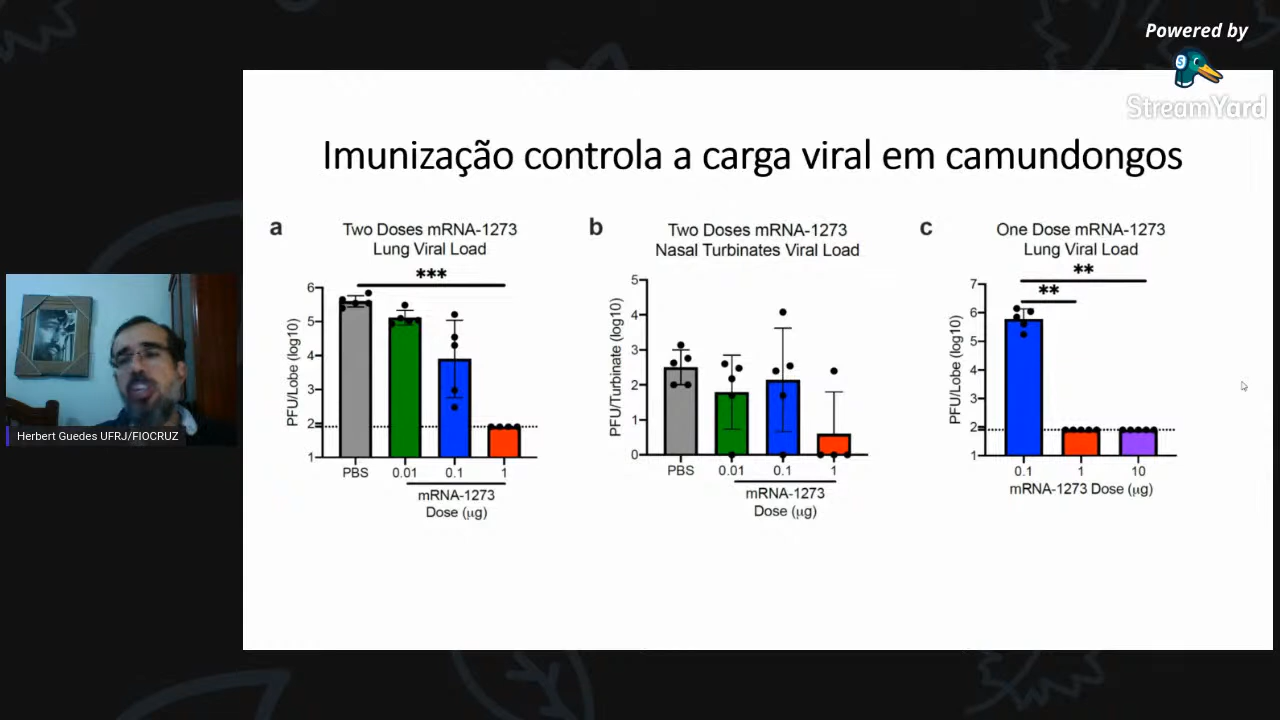 Powered by
StreamYard
Imunização controla a carga viral em camundongos
a
Two Doses mRNA-1273
Lung Viral Load
***
PFU/Lobe (log10)
6
5
4
3
2
1
PBS
0.01
0.1
1
mRNA-1273
Dose (μg)
b
Two Doses mRNA-1273
Nasal Turbinates Viral Load
PFU/Turbinate (log10)
5
4
3
2
1
0
PBS
0.01
0.1
1
mRNA-1273
Dose (μg)
c
One Dose mRNA-1273
Lung Viral Load
**
**
PFU/Lobe (log10)
7
6
5
4
3
2
1
0.1
1
10
mRNA-1273 Dose (μg)
Herbert Guedes UFRJ/FIOCRUZ